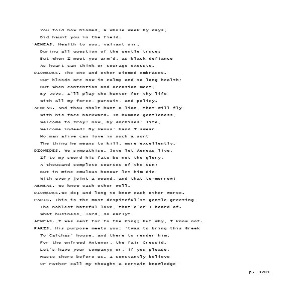 You told how Diomed, a whole week by days,
Did haunt you in the field.
AENEAS. Health to you, valiant sir,
During all question of the gentle truce;
But when I meet you arm'd, as black defiance
As heart can think or courage execute.
DIOMEDES. The one and other Diomed embraces.
Our bloods are now in calm; and so long health!
But when contention and occasion meet,
By Jove, I'll play the hunter for thy life
With all my force, pursuit, and policy.
AENEAS. And thou shalt hunt a lion, that will fly
With his face backward. In humane gentleness,
Welcome to Troy! now, by Anchises' life,
Welcome indeed! By Venus' hand I swear
No man alive can love in such a sort
The thing he means to kill, more excellently.
DIOMEDES. We sympathise. Jove let Aeneas live,
If to my sword his fate be not the glory,
A thousand complete courses of the sun!
But in mine emulous honour let him die
With every joint a wound, and that to-morrow!
AENEAS. We know each other well.
DIOMEDES. We do; and long to know each other worse.
PARIS. This is the most despiteful'st gentle greeting
The noblest hateful love, that e'er I heard of.
What business, lord, so early?
AENEAS. I was sent for to the King; but why, I know not.
PARIS. His purpose meets you: 'twas to bring this Greek
To Calchas' house, and there to render him,
For the enfreed Antenor, the fair Cressid.
Let's have your company; or, if you please,
Haste there before us. I constantly believe-
Or rather call my thought a certain knowledge-